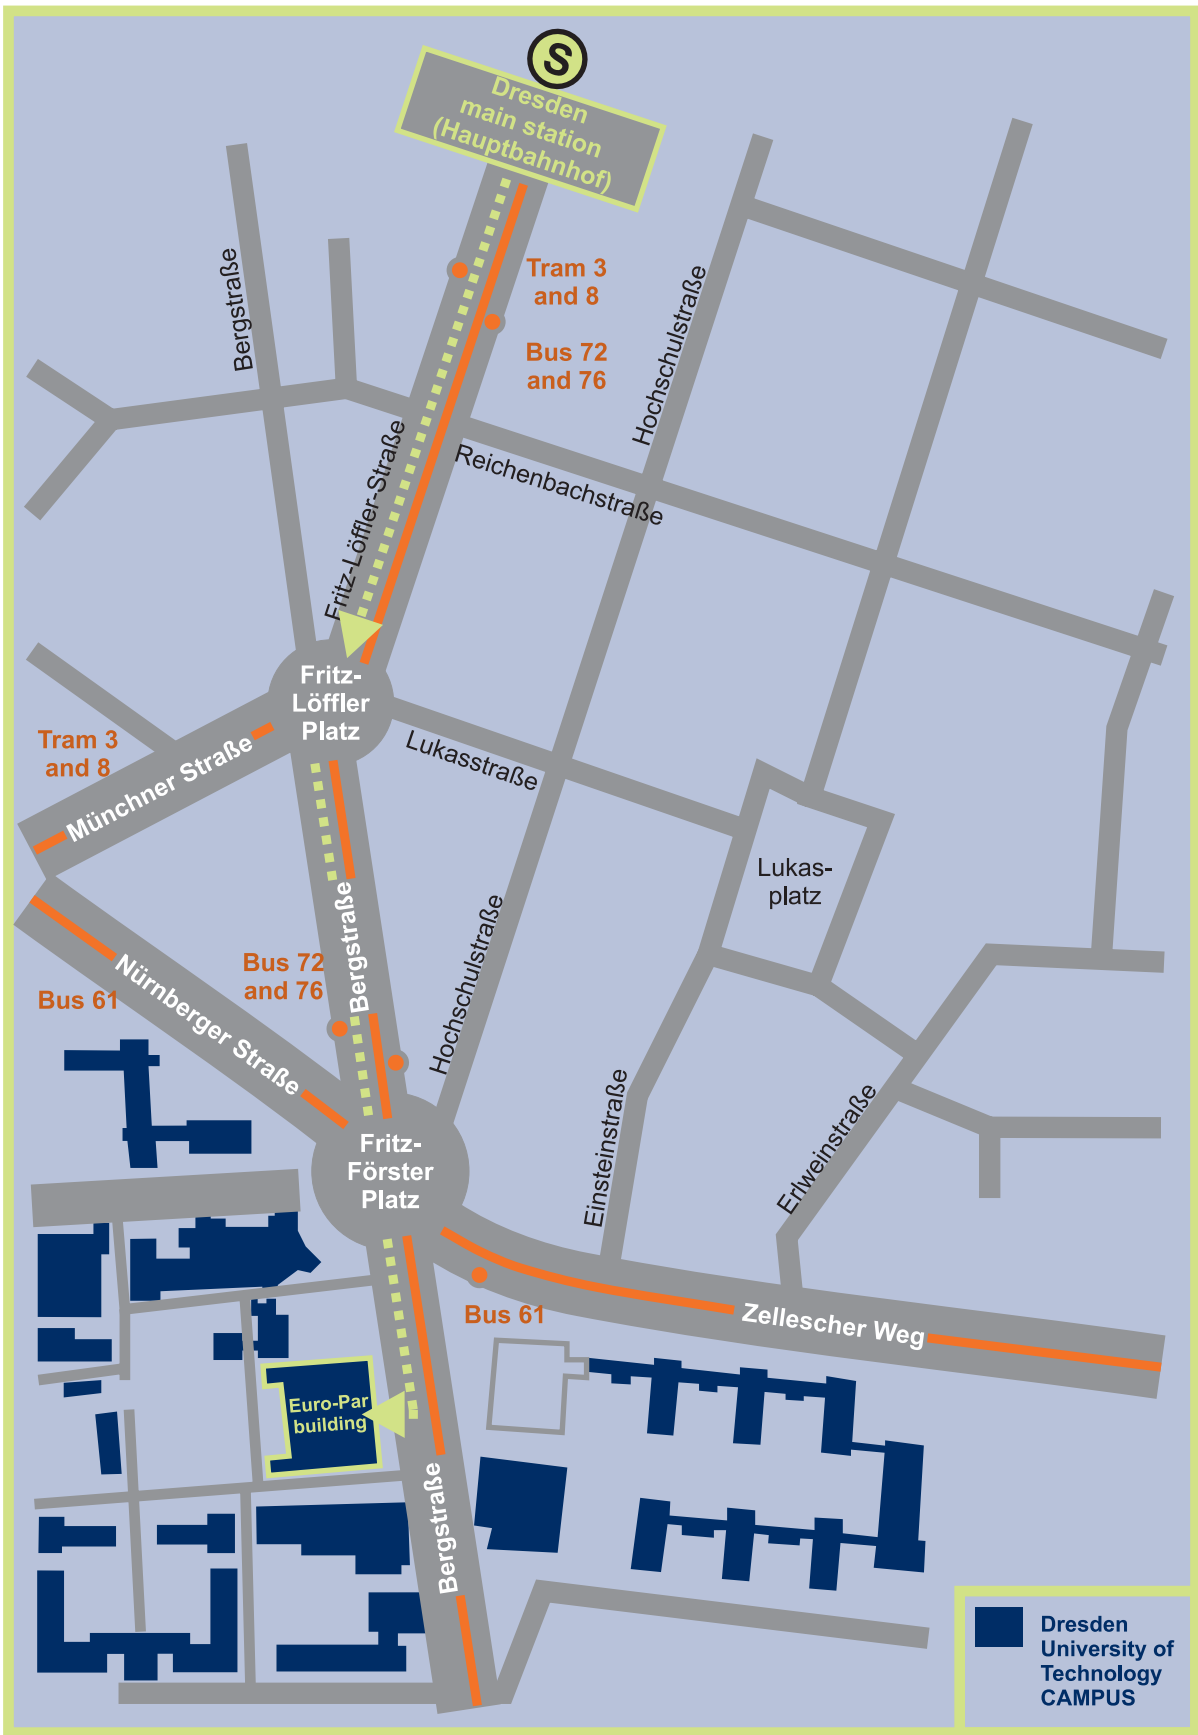 S
Dresden
main station
(Hauptbahnhof)
Bergstraße
Tram 3
and 8
Bus 72
and 76
Hochschulstraße
Fritz-Löffler-Straße
Reichenbachstraße
Fritz-
Löffler
Platz
Tram 3
and 8
Münchner Straße
Lukasstraße
Lukas-
platz
Bergstraße
Hochschulstraße
Bus 72
and 76
Bus 61
Nürnberger Straße
Fritz-
Förster
Platz
Einsteinstraße
Erlweinstraße
Bus 61
Zellescher Weg
Euro-Par
building
Bergstraße
Dresden
University of
Technology
CAMPUS